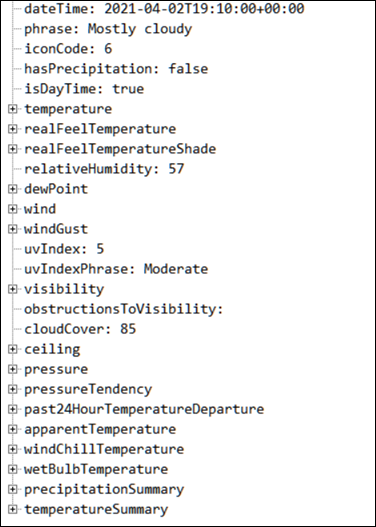 dateTime: 2021-04-02T19:10:00+00:00
phrase: Mostly cloudy
iconCode: 6
hasPrecipitation: false
isDayTime: true
temperature
realFeelTemperature
realFeelTemperatureShade
relativeHumidity: 57
dewPoint
wind
windGust
uvIndex: 5
uvIndexPhrase: Moderate
visibility
obstructionsToVisibility:
cloudCover: 85
ceiling
pressure
pressureTendency
past24HourTemperatureDeparture
apparentTemperature
windChillTemperature
wetBulbTemperature
precipitationSummary
temperatureSummary